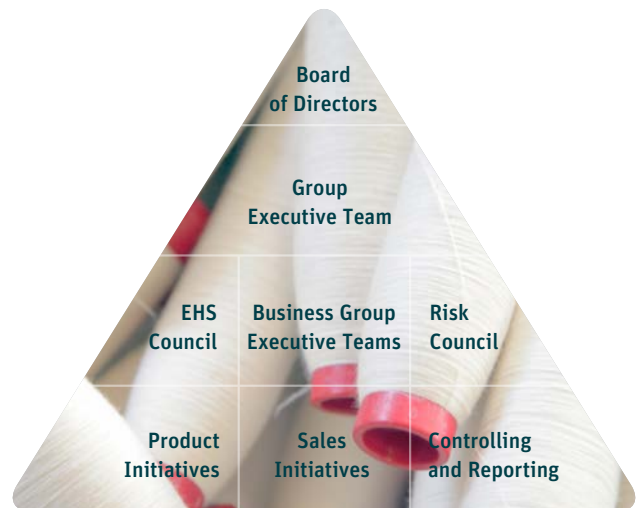 Board
of Directors
Group
Executive Team
EHS
Council
Business Group
Executive Teams
Risk
Council
Product
Initiatives
Sales
Initiatives
Controlling
and Reporting